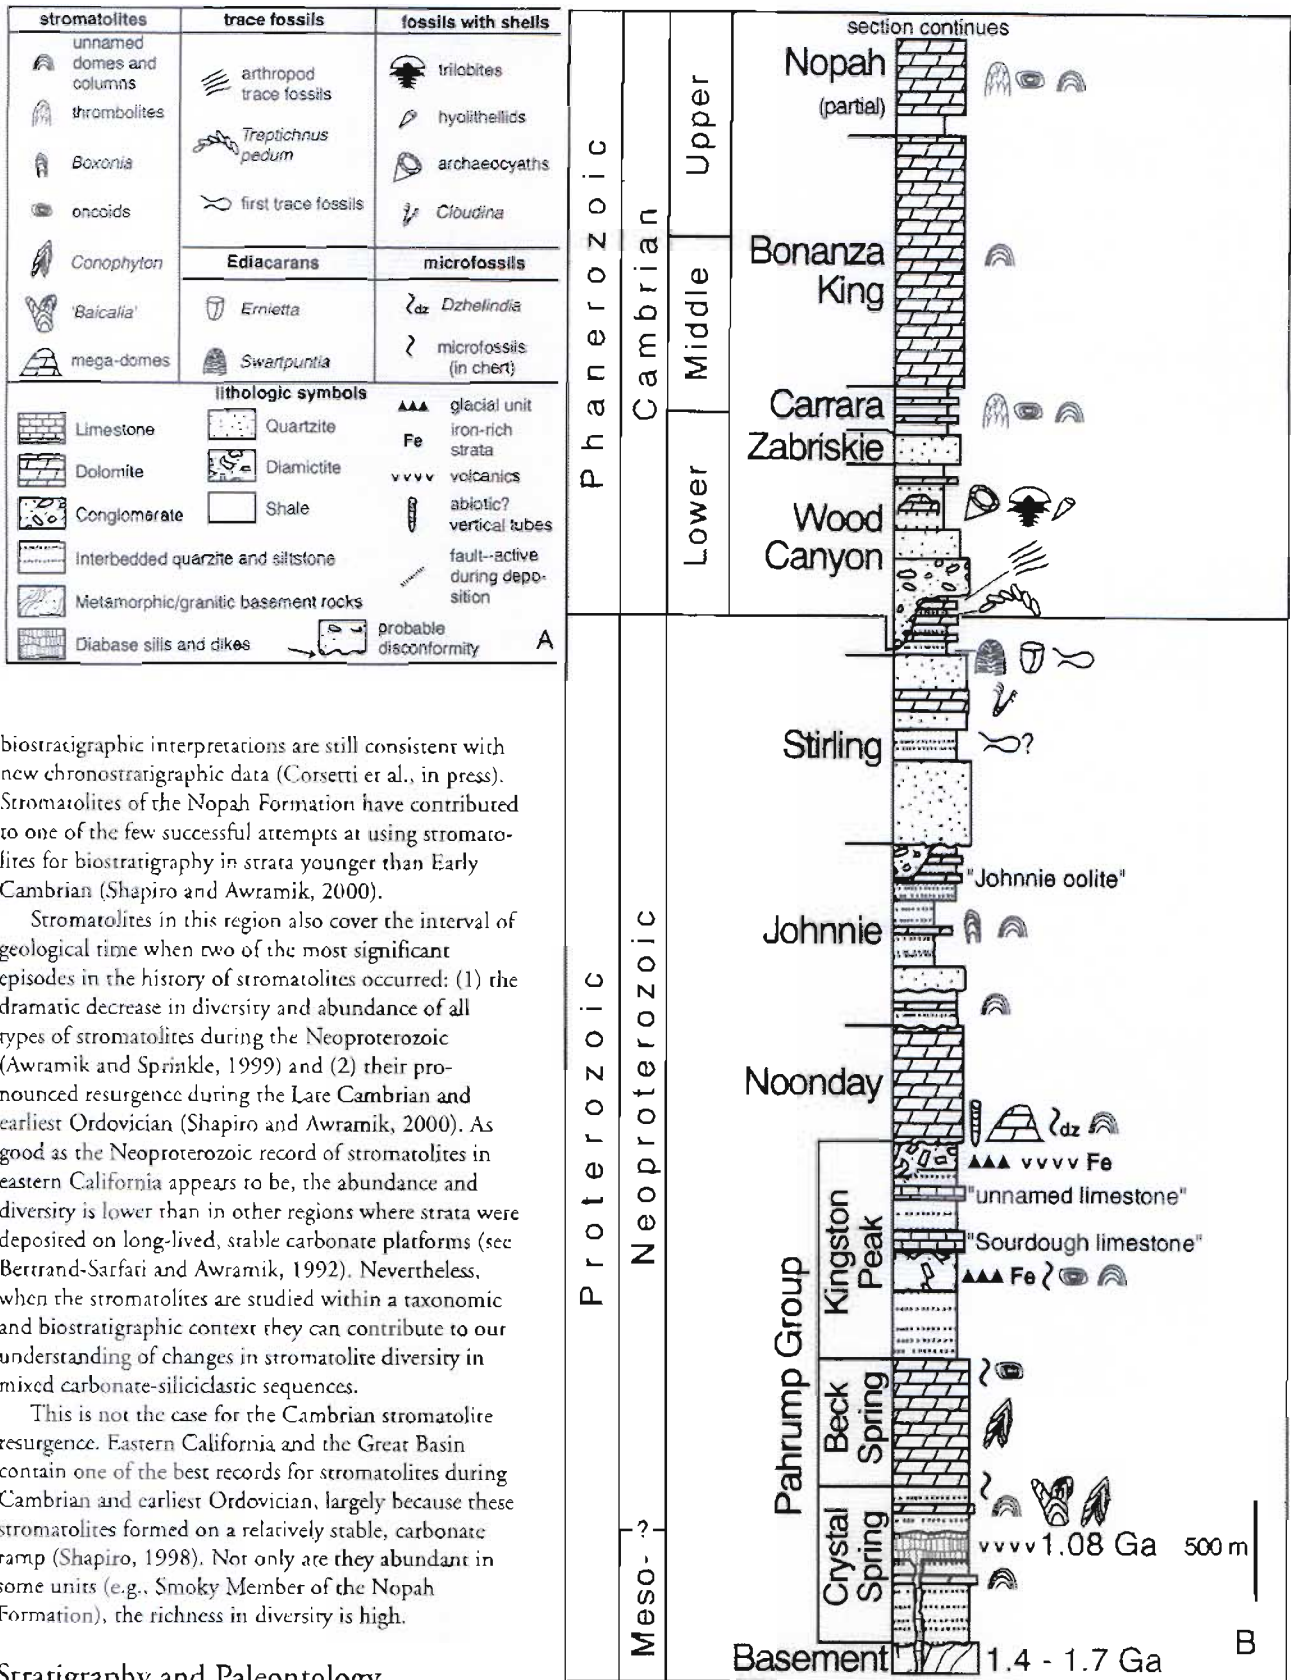 stromatolites
unnamed
domes and
columns
thrombolites
Boxonia
oncoids
Conophyton
'Baicalia'
mega-domes
trace fossils
arthropod
trace fossils
Treptichnus
pedum
first trace fossils
Ediacarans
Ernietta
Swartpuntia
fossils with shells
trilobites
hyolithellids
archaeocyaths
Cloudina
microfossils
dz Dzhelindia
microfossils
(in chert)
lithologic symbols
Limestone
Dolomite
Conglomerate
Interbedded quarzite and siltstone
Metamorphic/granitic basement rocks
Diabase sills and dikes
Quartzite
Diamictite
Shale
probable
disconformity
glacial unit
Fe iron-rich
strata
vvvv volcanics
abiotic?
vertical tubes
fault--active
during depo-
sition
A
biostratigraphic interpretations are still consistent with
new chronostratigraphic data (Corsetti et al., in press).
Stromatolites of the Nopah Formation have contributed
to one of the few successful attempts at using stromato-
lites for biostratigraphy in strata younger than Early
Cambrian (Shapiro and Awramik, 2000).
Stromatolites in this region also cover the interval of
geological time when two of the most significant
episodes in the history of stromatolites occurred: (1) the
dramatic decrease in diversity and abundance of all
types of stromatolites during the Neoproterozoic
(Awramik and Sprinkle, 1999) and (2) their pro-
nounced resurgence during the Late Cambrian and
earliest Ordovician (Shapiro and Awramik, 2000). As
good as the Neoproterozoic record of stromatolites in
eastern California appears to be, the abundance and
diversity is lower than in other regions where strata were
deposited on long-lived, stable carbonate platforms (see
Bertrand-Sarfati and Awramik, 1992). Nevertheless,
when the stromatolites are studied within a taxonomic
and biostratigraphic context they can contribute to our
understanding of changes in stromatolite diversity in
mixed carbonate-siliciclastic sequences.
This is not the case for the Cambrian stromatolite
resurgence. Eastern California and the Great Basin
contain one of the best records for stromatolites during
Cambrian and earliest Ordovician, largely because these
stromatolites formed on a relatively stable, carbonate
ramp (Shapiro, 1998). Not only are they abundant in
some units (e.g., Smoky Member of the Nopah
Formation), the richness in diversity is high.
Stratigraphy and Paleontology
Phanerozoic
Proterozoic
Cambrian
Neoproterozoic
Meso- ?
Upper
Middle
Lower
section continues
Nopah
(partial)
Bonanza
King
Carrara
Zabriskie
Wood
Canyon
Stirling
?
"Johnnie oolite"
Johnnie
Noonday
dz
vvvv Fe
"unnamed limestone"
"Sourdough limestone"
Fe
Pahrump Group
Kingston
Peak
Beck
Spring
Crystal
Spring
vvvv 1.08 Ga
500 m
Basement
1.4 - 1.7 Ga
B